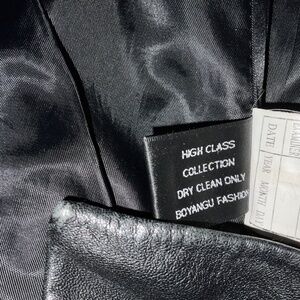 HIGH CLASS
COLLECTION
DRY CLEAN ONLY
BOYANGU FASHION
DATE YEAR MONTH DAY